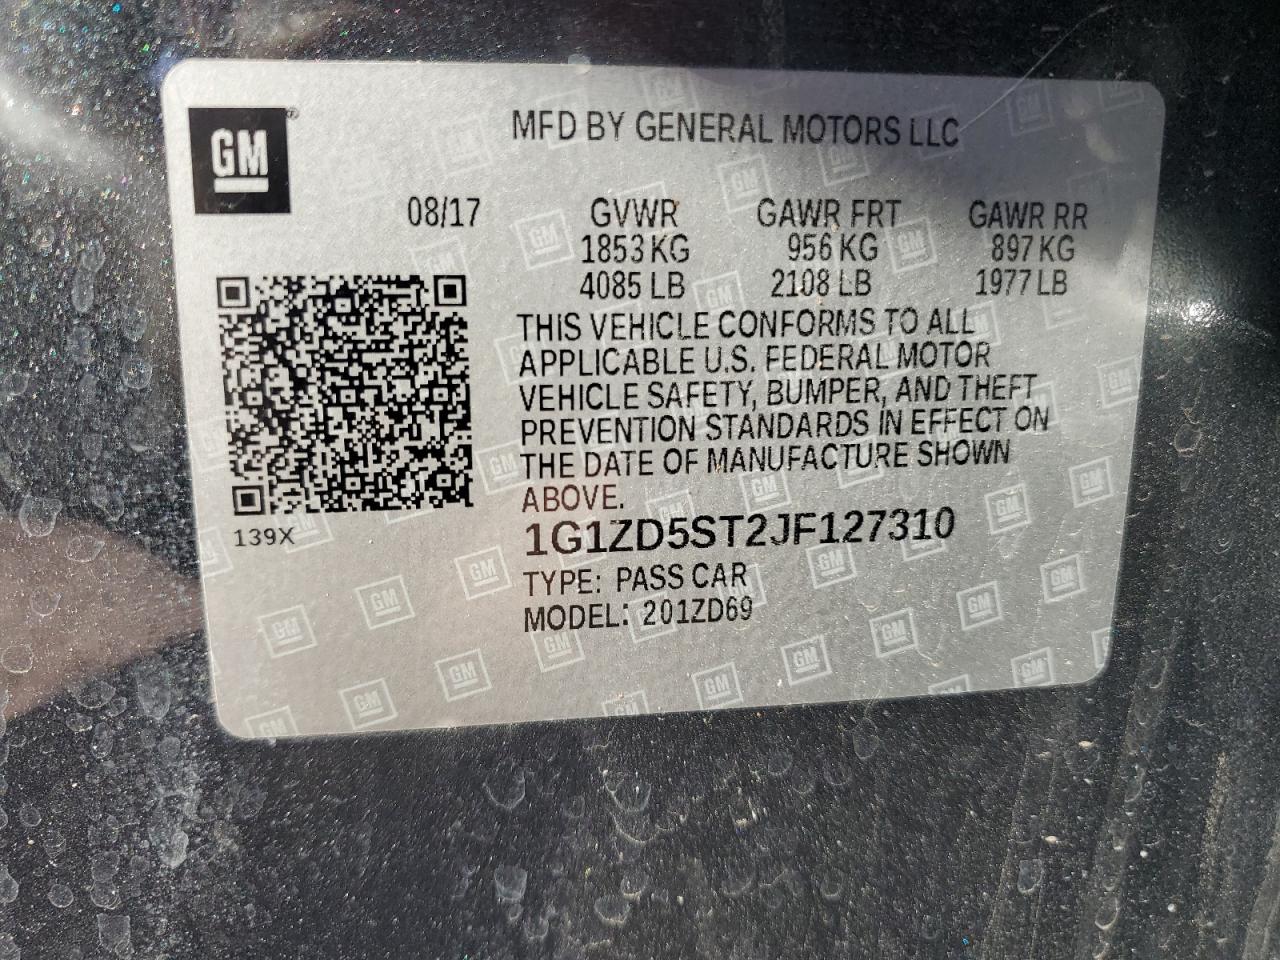 GM
MFD BY GENERAL MOTORS LLC
08/17 GVWR GAWR FRT GAWR RR
1853 KG 956 KG 897 KG
4085 LB 2108 LB 1977 LB
THIS VEHICLE CONFORMS TO ALL
APPLICABLE U.S. FEDERAL MOTOR
VEHICLE SAFETY, BUMPER, AND THEFT
PREVENTION STANDARDS IN EFFECT ON
THE DATE OF MANUFACTURE SHOWN
ABOVE.
139X
1G1ZD5ST2JF127310
TYPE: PASS CAR
MODEL: 201ZD69